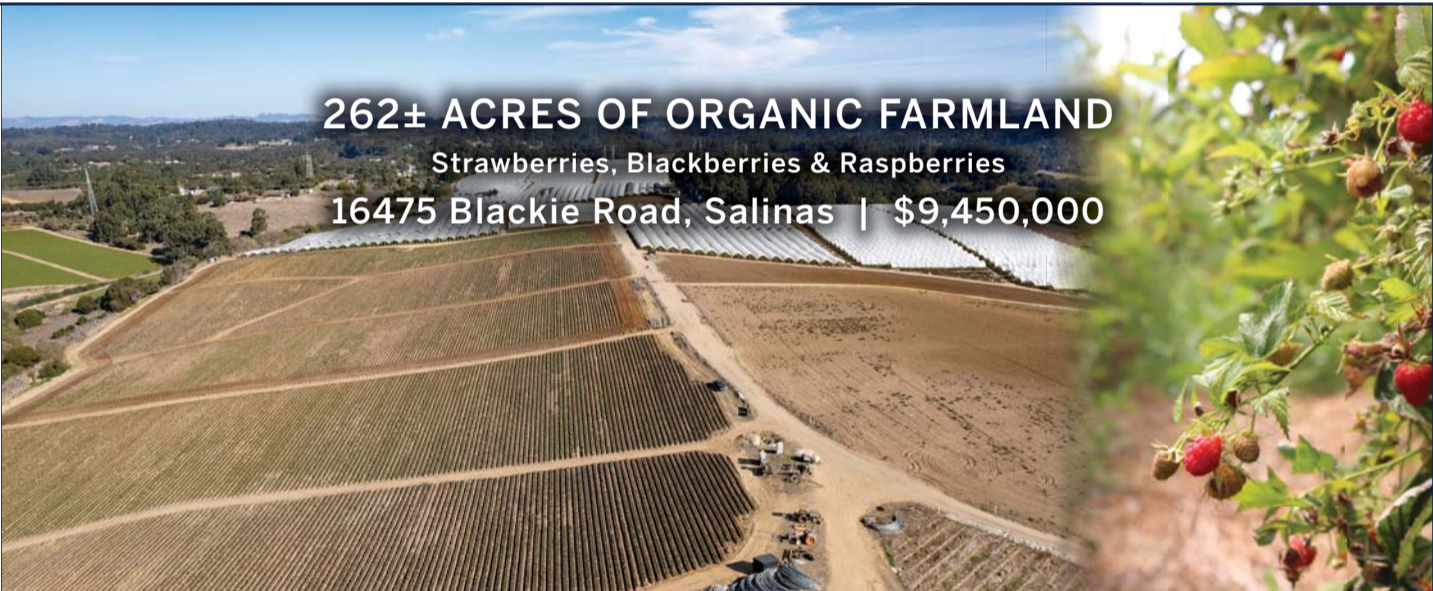 262± ACRES OF ORGANIC FARMLAND
Strawberries, Blackberries & Raspberries
16475 Blackie Road, Salinas | $9,450,000